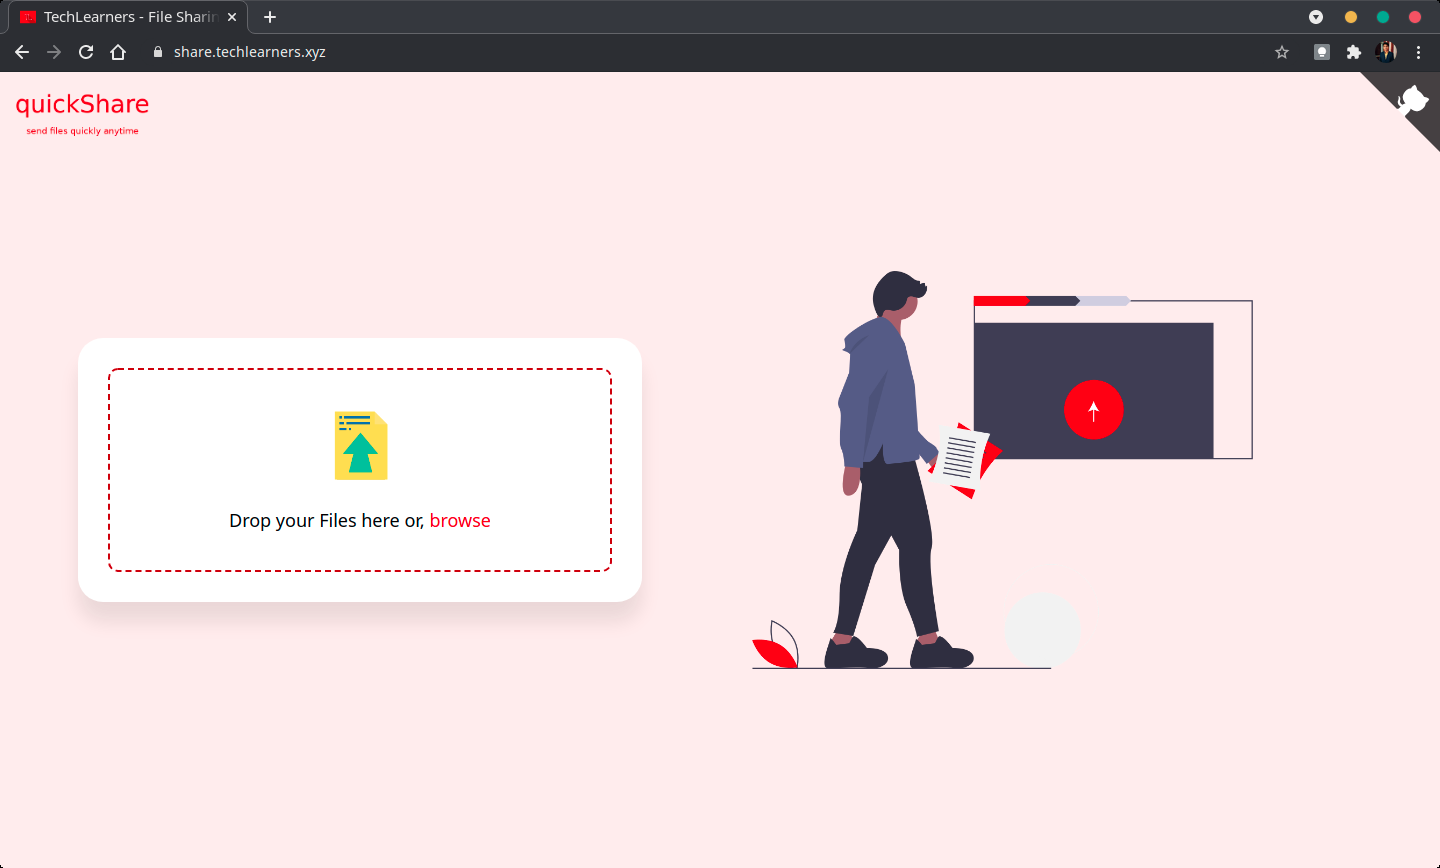 TechLearners - File Sharin
share.techlearners.xyz
quickShare
send files quickly anytime
Drop your Files here or, browse